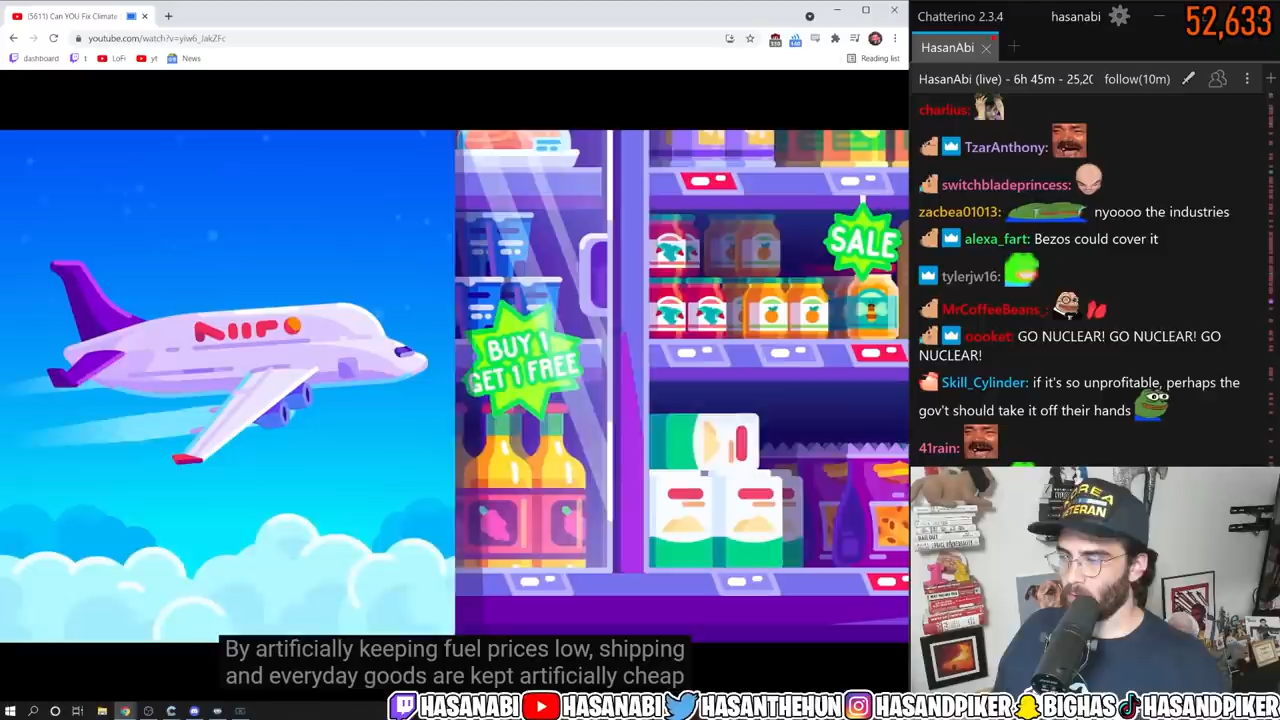 (5611) Can YOU Fix Climate
youtube.com/watch?v=yiw6_JakZFc
dashboard
t
LoFi
yt
News
Reading list
BUY 1
GET 1 FREE
SALE
By artificially keeping fuel prices low, shipping
and everyday goods are kept artificially cheap
Chatterino 2.3.4
hasanabi
52,633
HasanAbi
HasanAbi (live) - 6h 45m - 25,20
follow(10m)
charlius:
TzarAnthony:
switchbladeprincess:
zacbea01013: nyoooo the industries
alexa_fart: Bezos could cover it
tylerjw16:
MrCoffeeBeans_:
oooket: GO NUCLEAR! GO NUCLEAR! GO
NUCLEAR!
Skill_Cylinder: if it's so unprofitable, perhaps the
gov't should take it off their hands
41rain:
KOREA
VETERAN
HASANABI
HASANABI
HASANTHEHUN
HASANDPIKER
BIGHAS
HASANDPIKER